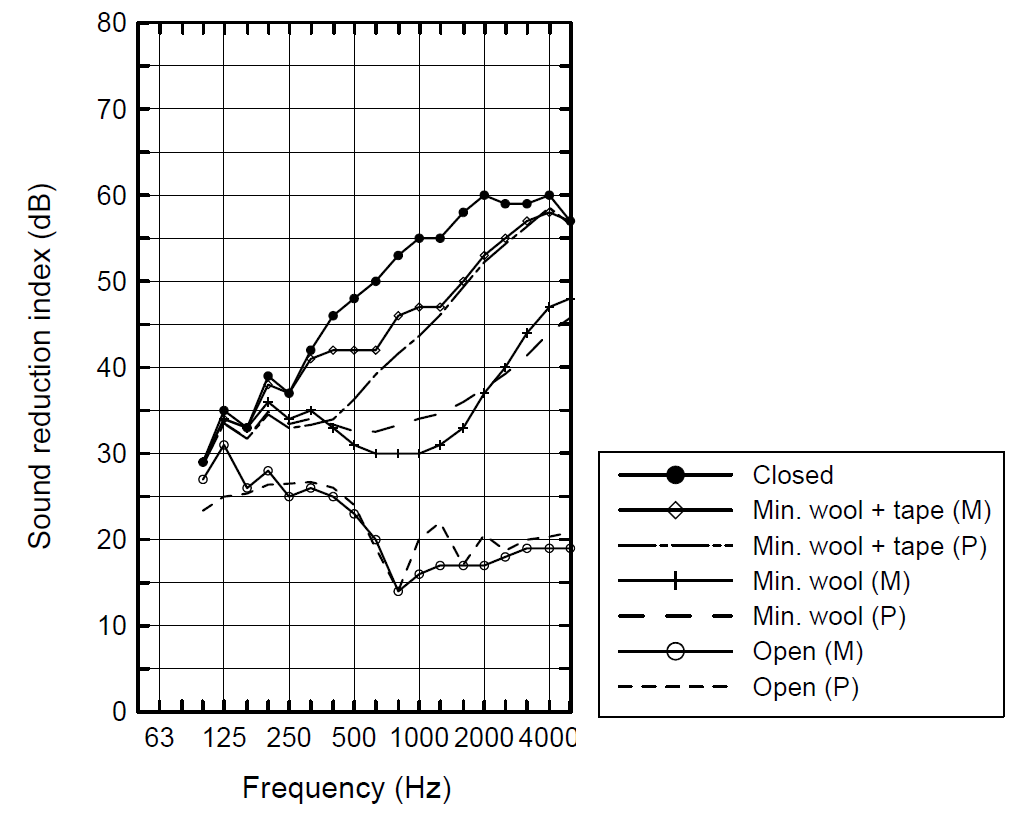 80
70
60
50
40
30
20
10
0
Sound reduction index (dB)
63 125 250 500 1000 2000 4000
Frequency (Hz)
Closed
Min. wool + tape (M)
Min. wool + tape (P)
Min. wool (M)
Min. wool (P)
Open (M)
Open (P)